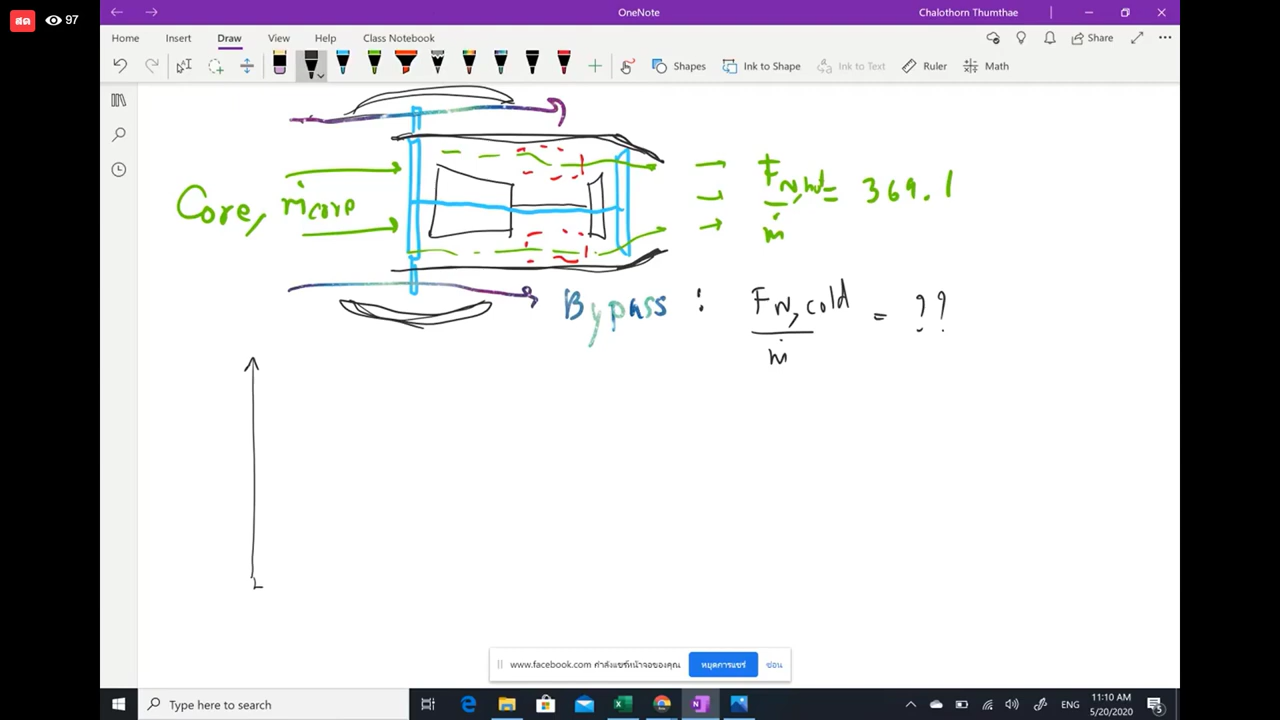 สด 97
OneNote
Chalothorn Thumthae
Home Insert Draw View Help Class Notebook
Share
Shapes Ink to Shape Ink to Text Ruler Math
Core, ṁcore
F N,hot = 369.1
ṁ
Bypass : F N,cold = ??
ṁ
www.facebook.com กำลังแชร์หน้าจอของคุณ หยุดการแชร์ ซ่อน
Type here to search
ENG
11:10 AM
5/20/2020
5